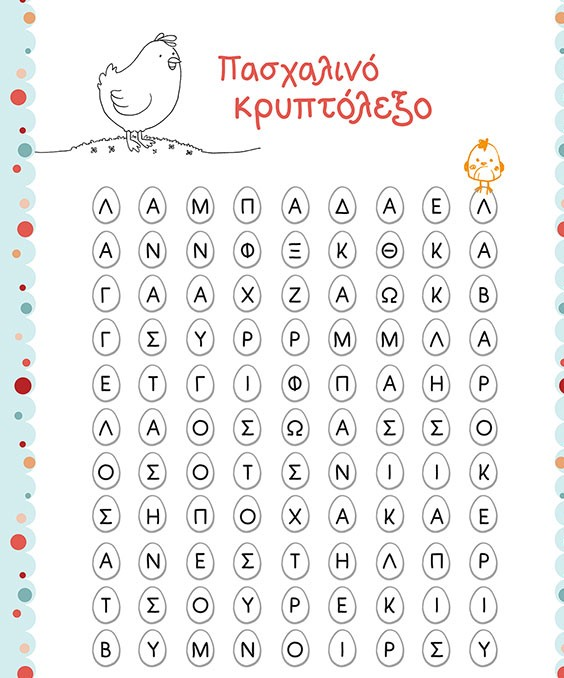 Πασχαλινό
κρυπτόλεξο
Λ Α Μ Π Α Δ Α Ε Λ
Α Ν Ν Φ Ξ Κ Θ Κ Α
Γ Α Α Χ Ζ Α Ω Κ Β
Γ Σ Υ Ρ Ρ Μ Μ Λ Α
Ε Τ Γ Ι Φ Π Α Η Ρ
Λ Α Ο Σ Ω Α Σ Σ Ο
Ο Σ Ο Τ Σ Ν Ι Ι Κ
Σ Η Π Ο Χ Α Κ Α Ε
Α Ν Ε Σ Τ Η Λ Π Ρ
Τ Σ Ο Υ Ρ Ε Κ Ι Ι
Β Υ Μ Ν Ο Ι Ρ Σ Υ